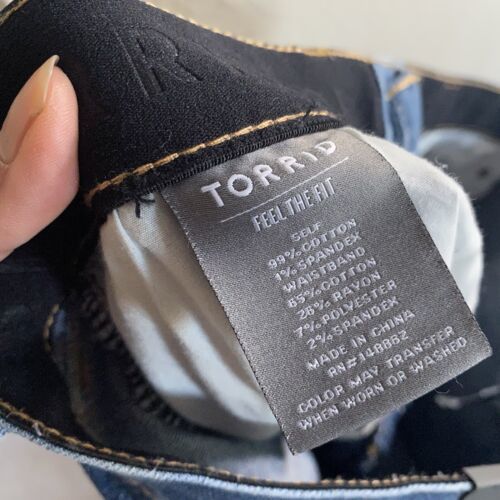 R
TORRID
FEEL THE FIT
SELF
99% COTTON
1% SPANDEX
WAISTBAND
65% COTTON
26% RAYON
7% POLYESTER
2% SPANDEX
MADE IN CHINA
RN#148862
COLOR MAY TRANSFER
WHEN WORN OR WASHED